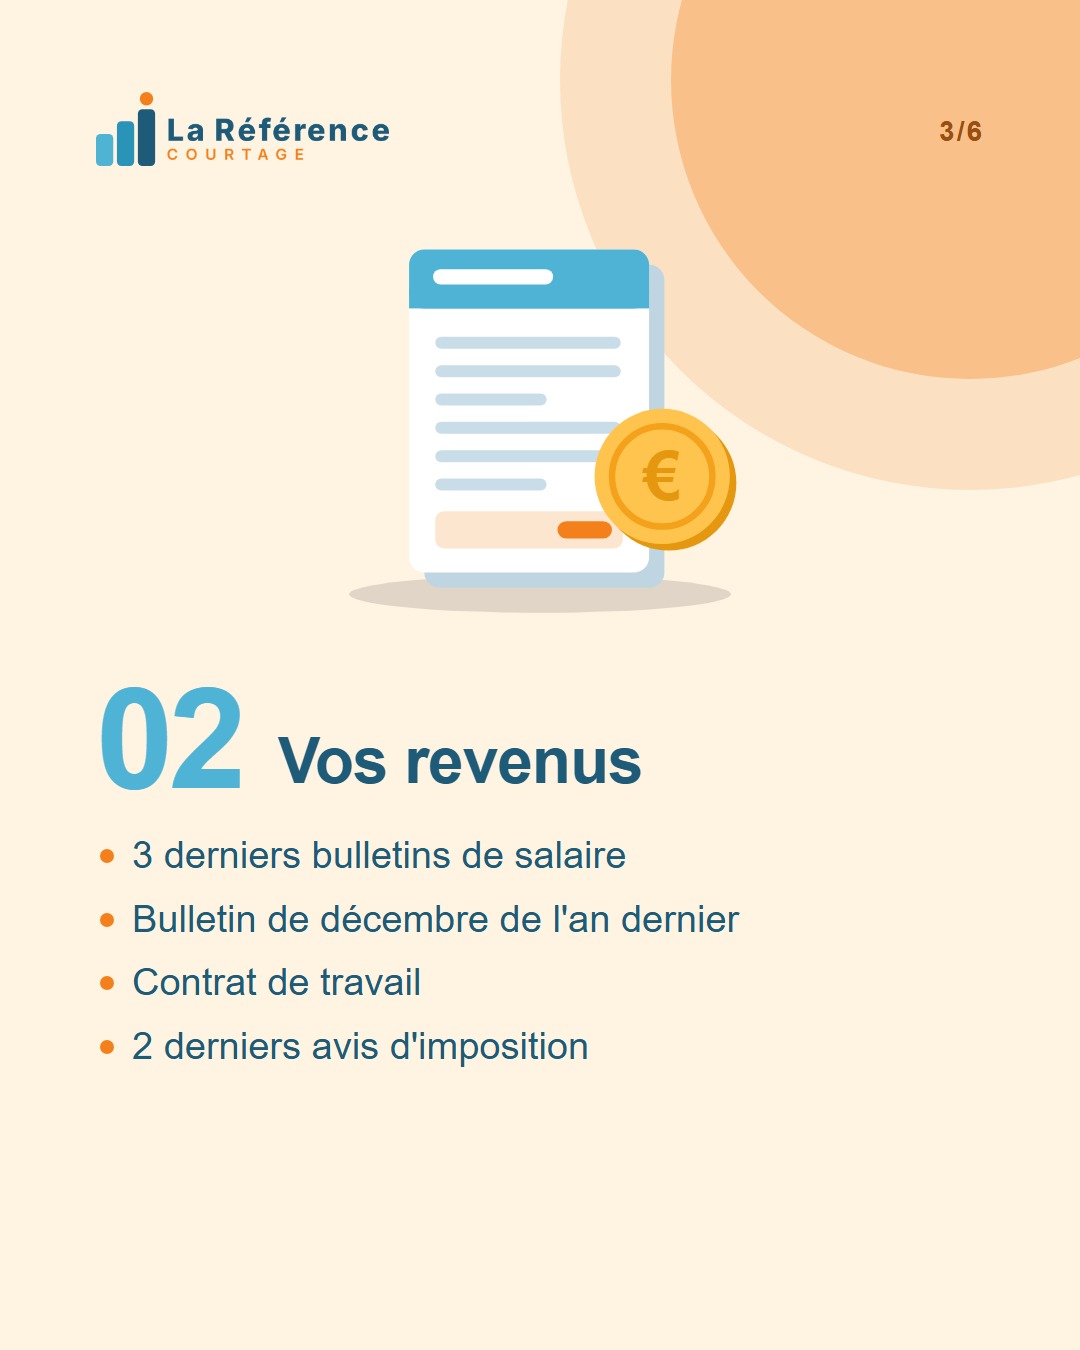 La Référence
COURTAGE
3/6
€
02 Vos revenus
3 derniers bulletins de salaire
Bulletin de décembre de l'an dernier
Contrat de travail
2 derniers avis d'imposition